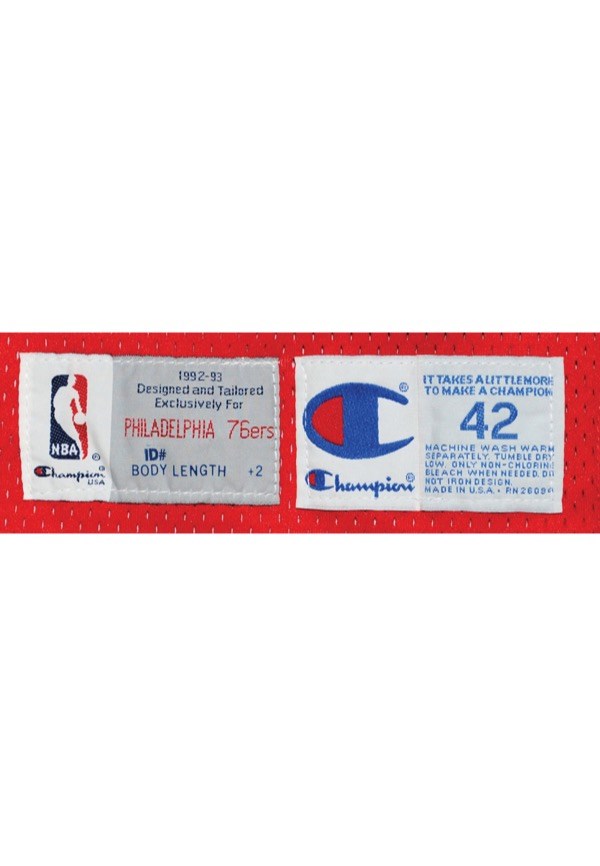 NBA
Champion
USA
1992-93
Designed and Tailored
Exclusively For
PHILADELPHIA 76ers
ID#
BODY LENGTH +2
Champion
IT TAKES A LITTLE MORE
TO MAKE A CHAMPION
42
MACHINE WASH WARM
SEPARATELY. TUMBLE DRY
LOW. ONLY NON-CHLORINE
BLEACH WHEN NEEDED. DO
NOT IRON DESIGN.
MADE IN U.S.A. • RN